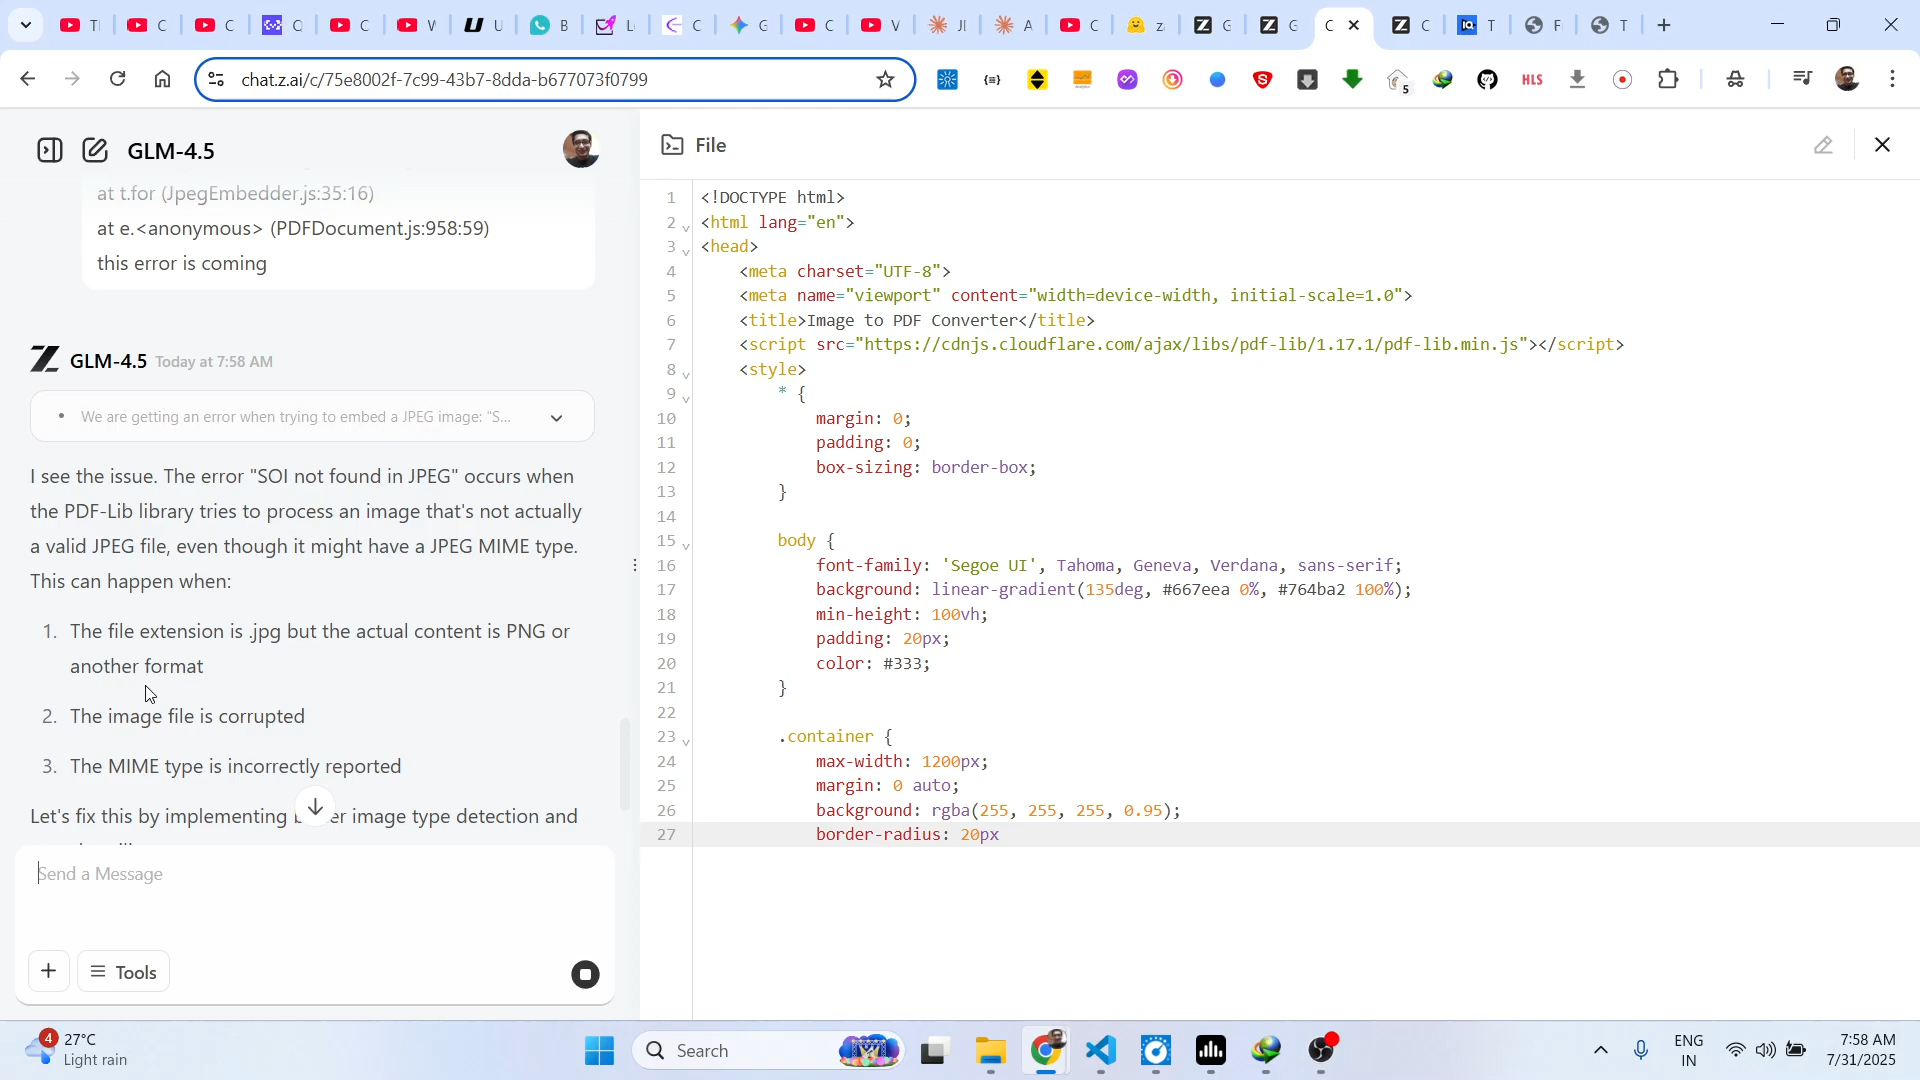 TI
C
C
Q
C
V
U
B
L
C
G
C
V
JI
A
C
z
G
G
C
C
T
F
T
chat.z.ai/c/75e8002f-7c99-43b7-8dda-b677073f0799
5
HLS
GLM-4.5
at t.for (JpegEmbedder.js:35:16)
at e.<anonymous> (PDFDocument.js:958:59)
this error is coming
GLM-4.5 Today at 7:58 AM
We are getting an error when trying to embed a JPEG image: "S...
I see the issue. The error "SOI not found in JPEG" occurs when
the PDF-Lib library tries to process an image that's not actually
a valid JPEG file, even though it might have a JPEG MIME type.
This can happen when:
1. The file extension is .jpg but the actual content is PNG or
another format
2. The image file is corrupted
3. The MIME type is incorrectly reported
Let's fix this by implementing er image type detection and
Send a Message
Tools
File
1 <!DOCTYPE html>
2 <html lang="en">
3 <head>
4 <meta charset="UTF-8">
5 <meta name="viewport" content="width=device-width, initial-scale=1.0">
6 <title>Image to PDF Converter</title>
7 <script src="https://cdnjs.cloudflare.com/ajax/libs/pdf-lib/1.17.1/pdf-lib.min.js"></script>
8 <style>
9 * {
10 margin: 0;
11 padding: 0;
12 box-sizing: border-box;
13 }
14
15 body {
16 font-family: 'Segoe UI', Tahoma, Geneva, Verdana, sans-serif;
17 background: linear-gradient(135deg, #667eea 0%, #764ba2 100%);
18 min-height: 100vh;
19 padding: 20px;
20 color: #333;
21 }
22
23 .container {
24 max-width: 1200px;
25 margin: 0 auto;
26 background: rgba(255, 255, 255, 0.95);
27 border-radius: 20px
4
27°C
Light rain
Search
ENG
IN
7:58 AM
7/31/2025